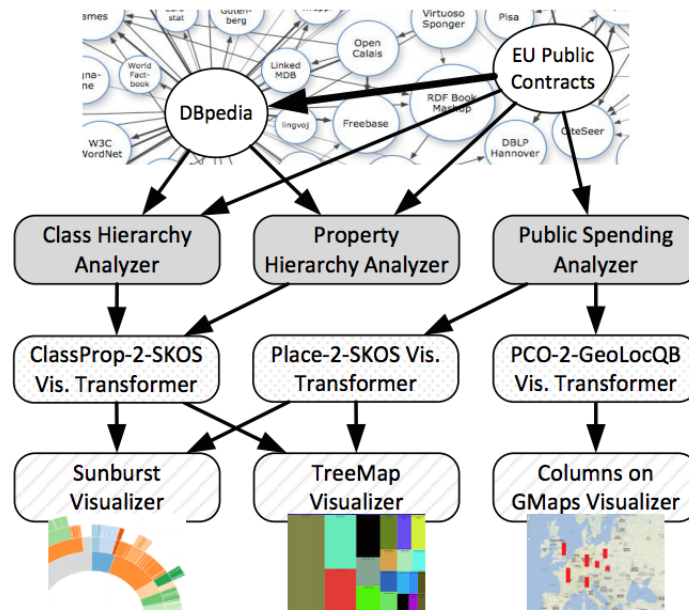 Guten-
berg
Virtuoso
Sponger
Pisa
Open
Calais
EU Public
Contracts
World
Fact-
book
Linked
MDB
DBpedia
RDF Book
Mashup
lingvoj
Freebase
W3C
WordNet
DBLP
Hannover
CiteSeer
Class Hierarchy
Analyzer
Property
Hierarchy Analyzer
Public Spending
Analyzer
ClassProp-2-SKOS
Vis. Transformer
Place-2-SKOS Vis.
Transformer
PCO-2-GeoLocQB
Vis. Transformer
Sunburst
Visualizer
TreeMap
Visualizer
Columns on
GMaps Visualizer